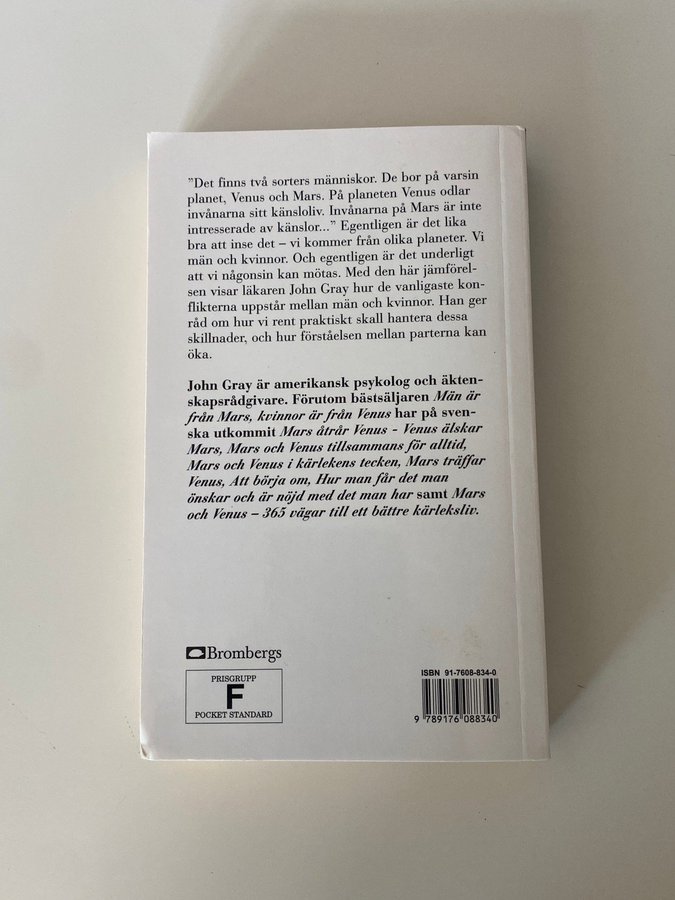 ”Det finns två sorters människor. De bor på varsin
planet, Venus och Mars. På planeten Venus odlar
invånarna sitt känsloliv. Invånarna på Mars är inte
intresserade av känslor...” Egentligen är det lika
bra att inse det – vi kommer från olika planeter. Vi
män och kvinnor. Och egentligen är det underligt
att vi någonsin kan mötas. Med den här jämförel-
sen visar läkaren John Gray hur de vanligaste kon-
flikterna uppstår mellan män och kvinnor. Han ger
råd om hur vi rent praktiskt skall hantera dessa
skillnader, och hur förståelsen mellan parterna kan
öka.
John Gray är amerikansk psykolog och äkten-
skapsrådgivare. Förutom bästsäljaren Män är
från Mars, kvinnor är från Venus har på sven-
ska utkommit Mars åtrår Venus - Venus älskar
Mars, Mars och Venus tillsammans för alltid,
Mars och Venus i kärlekens tecken, Mars träffar
Venus, Att börja om, Hur man får det man
önskar och är nöjd med det man har samt Mars
och Venus – 365 vägar till ett bättre kärleksliv.
Brombergs
PRISGRUPP
F
POCKET STANDARD
ISBN 91-7608-834-0
9 789176 088340